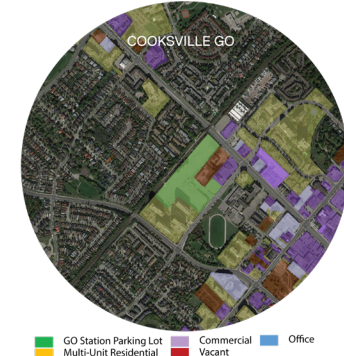 COOKSVILLE GO
GO Station Parking Lot
Commercial
Office
Multi-Unit Residential
Vacant